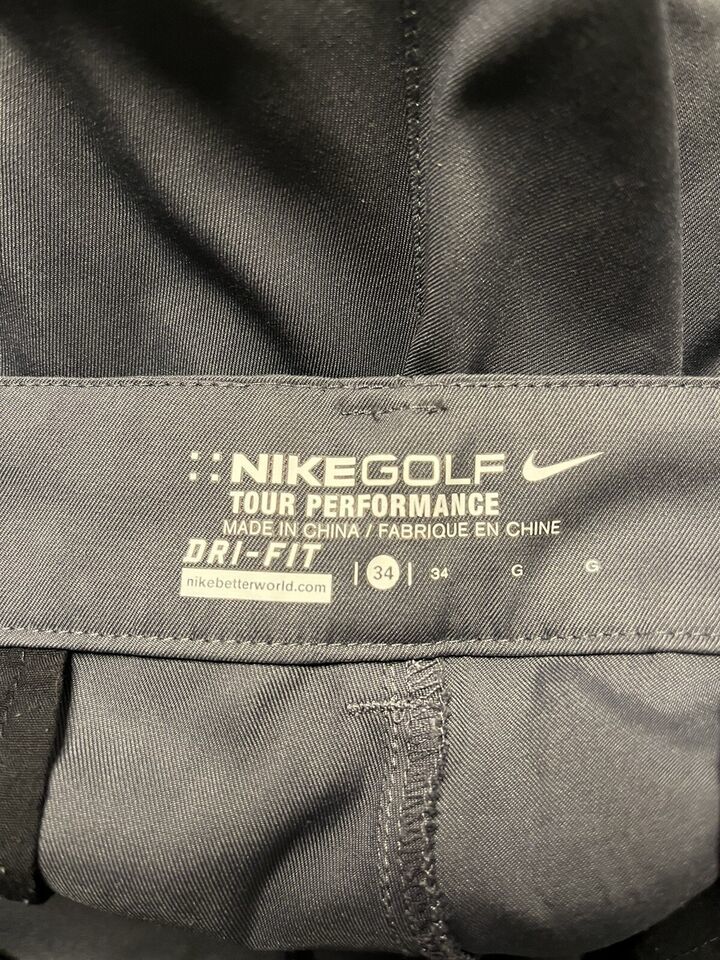 NIKEGOLF
TOUR PERFORMANCE
MADE IN CHINA / FABRIQUE EN CHINE
DRI-FIT
nikebetterworld.com | 34 | 34 G G